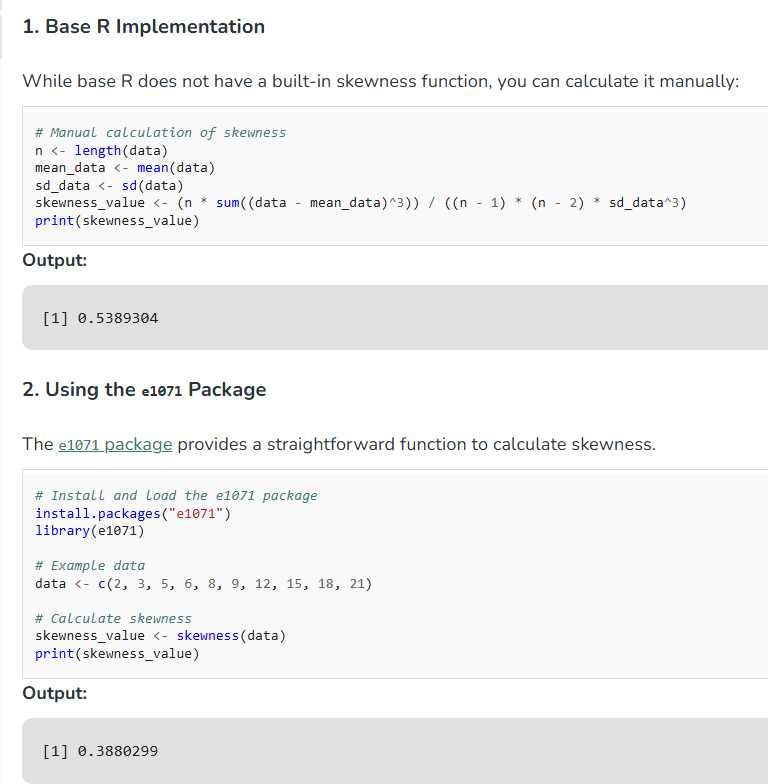 1. Base R Implementation
While base R does not have a built-in skewness function, you can calculate it manually:
# Manual calculation of skewness
n <- length(data)
mean_data <- mean(data)
sd_data <- sd(data)
skewness_value <- (n * sum((data - mean_data)^3)) / ((n - 1) * (n - 2) * sd_data^3)
print(skewness_value)
Output:
[1] 0.5389304
2. Using the e1071 Package
The e1071 package provides a straightforward function to calculate skewness.
# Install and load the e1071 package
install.packages("e1071")
library(e1071)
# Example data
data <- c(2, 3, 5, 6, 8, 9, 12, 15, 18, 21)
# Calculate skewness
skewness_value <- skewness(data)
print(skewness_value)
Output:
[1] 0.3880299